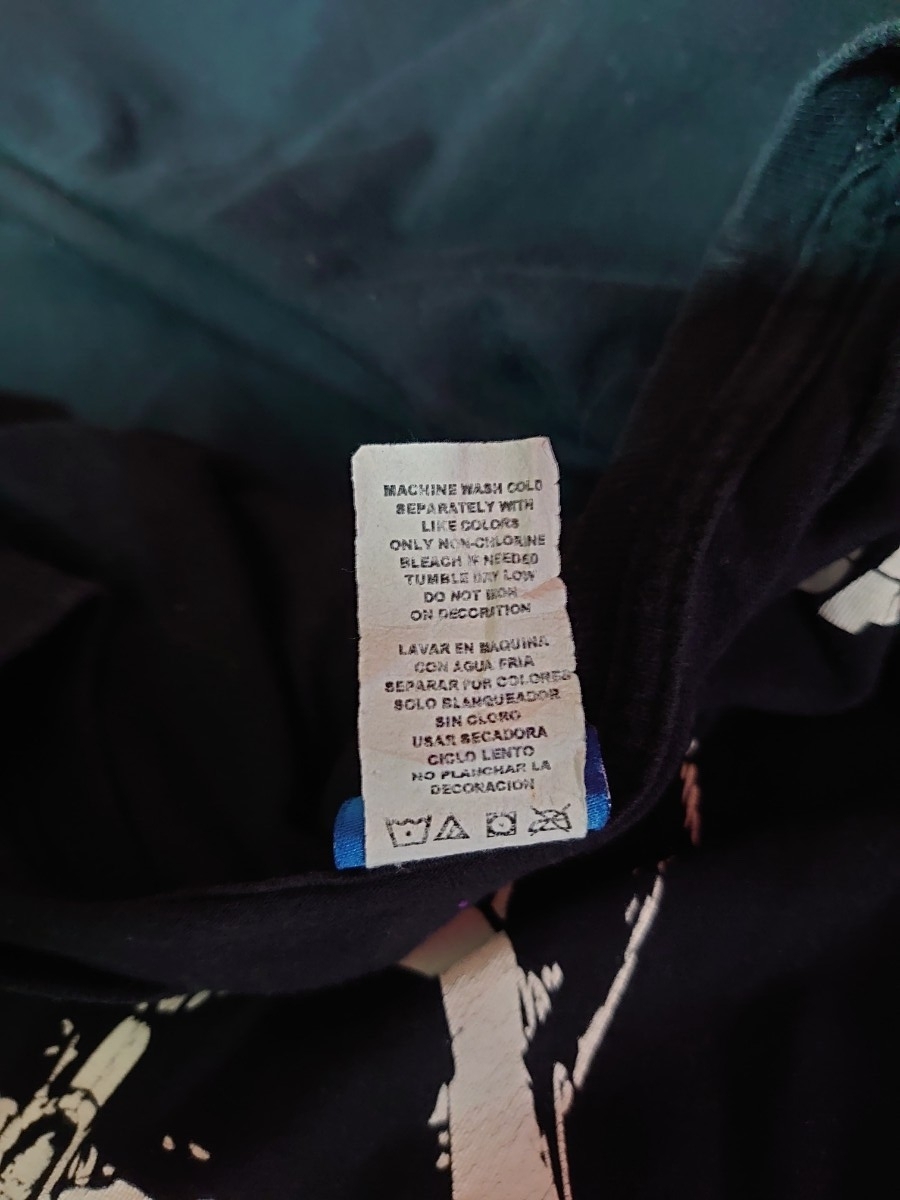 MACHINE WASH COLD
SEPARATELY WITH
LIKE COLORS
ONLY NON-CHLORINE
BLEACH IF NEEDED
TUMBLE DRY LOW
DO NOT IRON
ON DECORITION
LAVAR EN MAQUINA
CON AGUA FRIA
SEPARAR POR COLORES
SOLO BLANQUEADOR
SIN CLORO
USAR SECADORA
CICLO LENTO
NO PLANCHAR LA
DECORACION